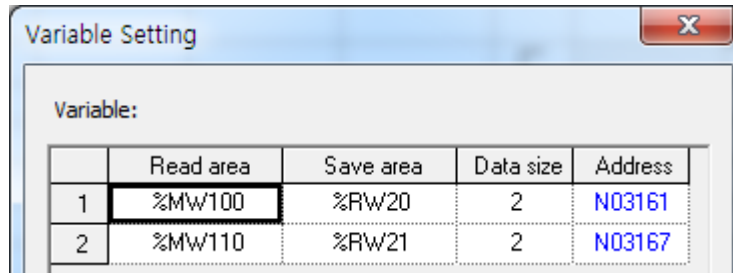 Variable Setting
Variable:
Read area Save area Data size Address
1 %MW100 %RW20 2 N03161
2 %MW110 %RW21 2 N03167